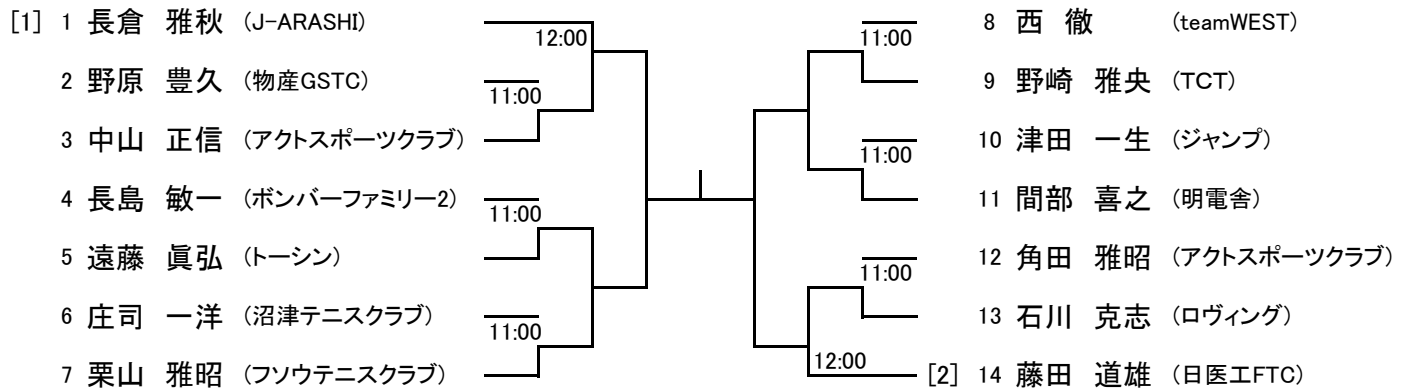 [1] 1 長倉 雅秋 (J-ARASHI)
12:00
2 野原 豊久 (物産GSTC)
11:00
3 中山 正信 (アクトスポーツクラブ)
4 長島 敏一 (ボンバーファミリー2)
11:00
5 遠藤 眞弘 (トーシン)
6 庄司 一洋 (沼津テニスクラブ)
11:00
7 栗山 雅昭 (フソウテニスクラブ)
8 西 徹 (teamWEST)
11:00
9 野崎 雅央 (TCT)
10 津田 一生 (ジャンプ)
11:00
11 間部 喜之 (明電舎)
12 角田 雅昭 (アクトスポーツクラブ)
11:00
13 石川 克志 (ロヴィング)
12:00
[2] 14 藤田 道雄 (日医工FTC)